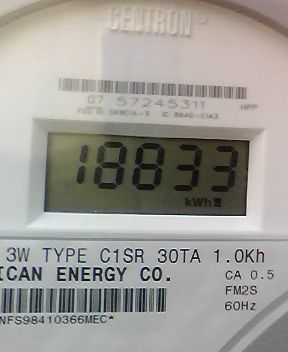 CENTRON®
07 57245311 HPP
18833
kWh
3W TYPE C1SR 30TA 1.0Kh
ICAN ENERGY CO. CA 0.5
FM2S
60Hz
NFS98410366MEC*